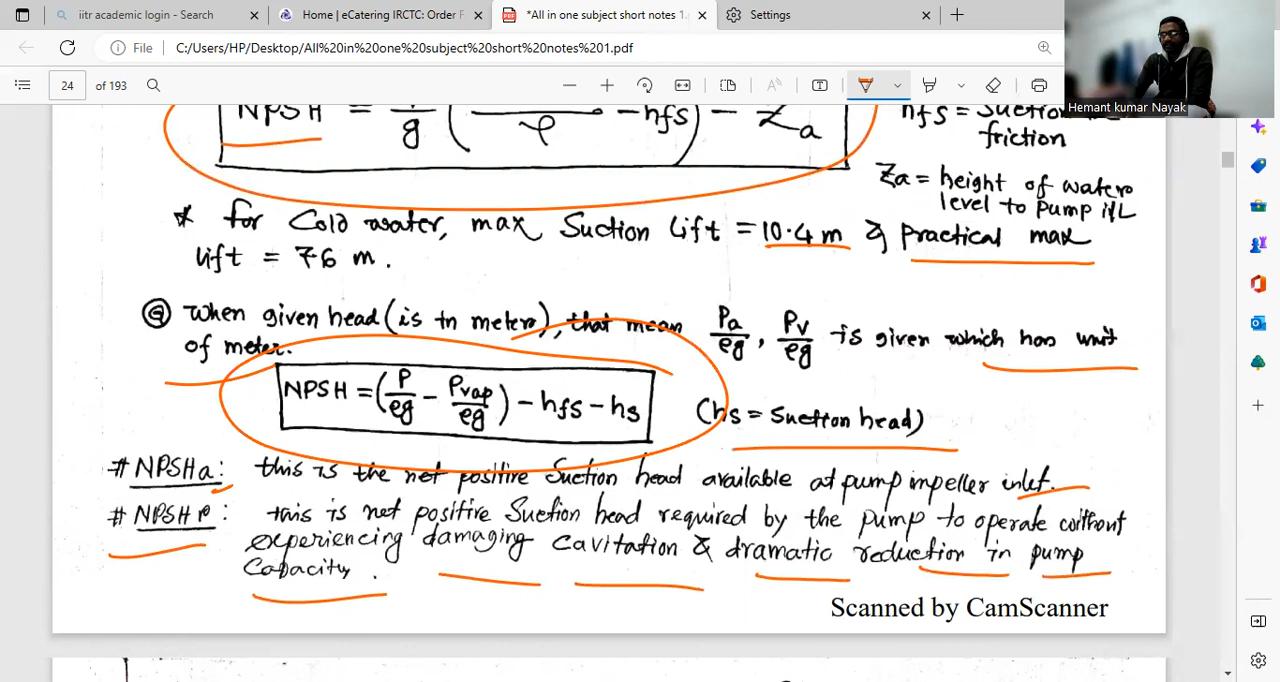 iitr academic login - Search
Home | eCatering IRCTC: Order F
*All in one subject short notes 1.p
Settings
File
C:/Users/HP/Desktop/All%20in%20one%20subject%20short%20notes%201.pdf
24 of 193
Hemant kumar Nayak
NPSH = 1/g ( /ρ - hfs) - Za
hfs = Suction
friction
Za = height of water
level to pump i/L
* for Cold water, max Suction lift = 10.4 m & practical max
lift = 7.6 m.
@ when given head (is in meter), that mean Pa/ρg, Pv/ρg is given which has unit
of meter.
NPSH = (P/ρg - Pvap/ρg) - hfs - hs
(hs = Suction head)
# NPSHa: this is the net positive Suction head available at pump impeller inlet.
# NPSHr: this is net positive Suction head required by the pump to operate without
experiencing damaging cavitation & dramatic reduction in pump
Capacity.
Scanned by CamScanner